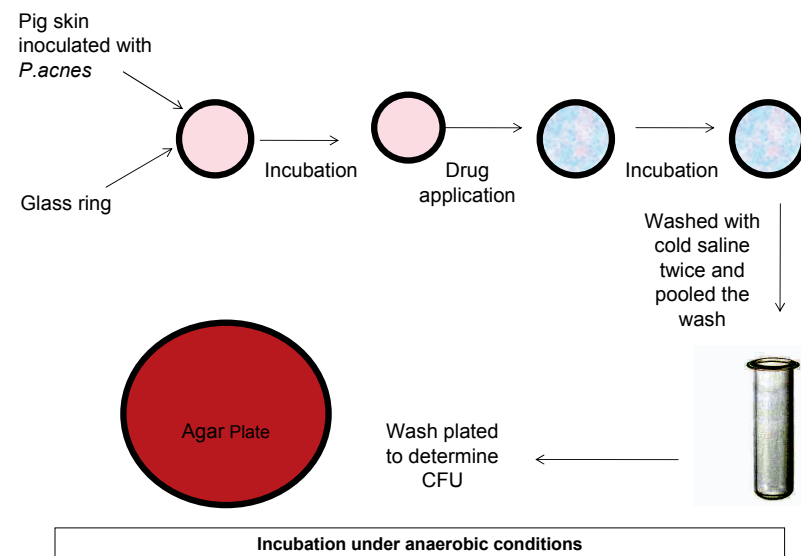 Pig skin
inoculated with
P.acnes
Glass ring
Incubation
Drug
application
Incubation
Washed with
cold saline
twice and
pooled the
wash
Agar Plate
Wash plated
to determine
CFU
Incubation under anaerobic conditions